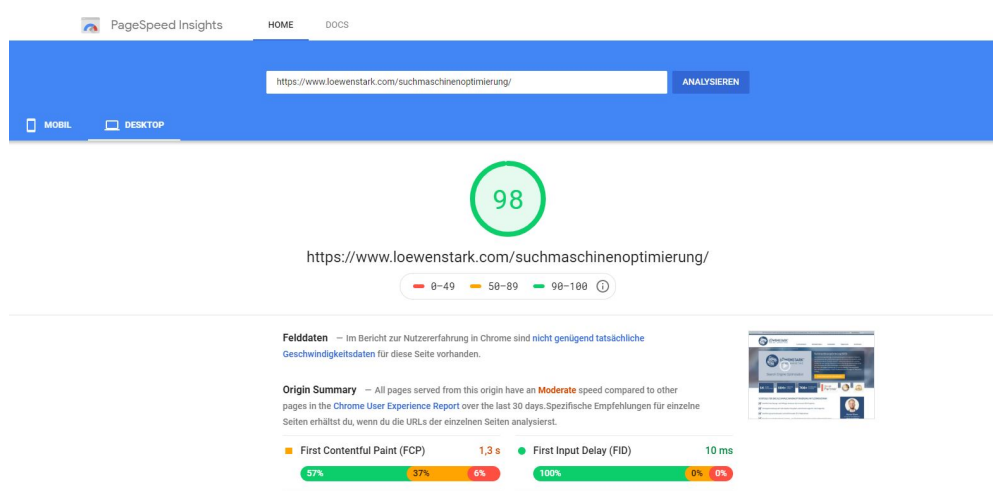 PageSpeed Insights HOME DOCS
https://www.loewenstark.com/suchmaschinenoptimierung/ ANALYSIEREN
MOBIL DESKTOP
98
https://www.loewenstark.com/suchmaschinenoptimierung/
0–49 50–89 90–100
Felddaten — Im Bericht zur Nutzererfahrung in Chrome sind nicht genügend tatsächliche
Geschwindigkeitsdaten für diese Seite vorhanden.
Origin Summary — All pages served from this origin have an Moderate speed compared to other
pages in the Chrome User Experience Report over the last 30 days.Spezifische Empfehlungen für einzelne
Seiten erhältst du, wenn du die URLs der einzelnen Seiten analysierst.
First Contentful Paint (FCP) 1,3 s First Input Delay (FID) 10 ms
57% 37% 6% 100% 0% 0%